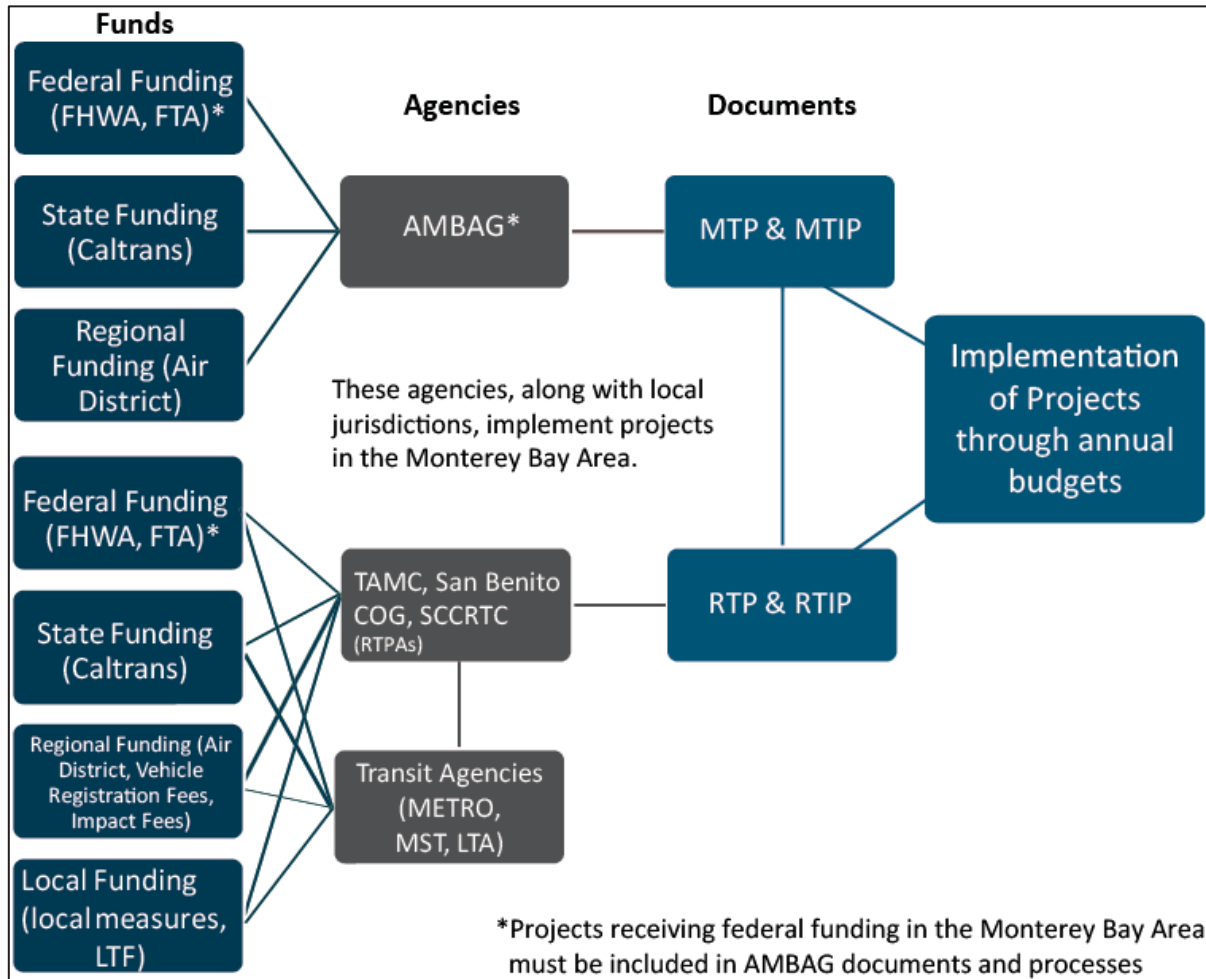 Funds
Federal Funding
(FHWA, FTA)*
State Funding
(Caltrans)
Regional
Funding (Air
District)
Federal Funding
(FHWA, FTA)*
State Funding
(Caltrans)
Regional Funding (Air
District, Vehicle
Registration Fees,
Impact Fees)
Local Funding
(local measures,
LTF)
Agencies
AMBAG*
These agencies, along with local
jurisdictions, implement projects
in the Monterey Bay Area.
TAMC, San Benito
COG, SCCRTC
(RTPAs)
Transit Agencies
(METRO,
MST, LTA)
Documents
MTP & MTIP
RTP & RTIP
Implementation
of Projects
through annual
budgets
*Projects receiving federal funding in the Monterey Bay Area
must be included in AMBAG documents and processes